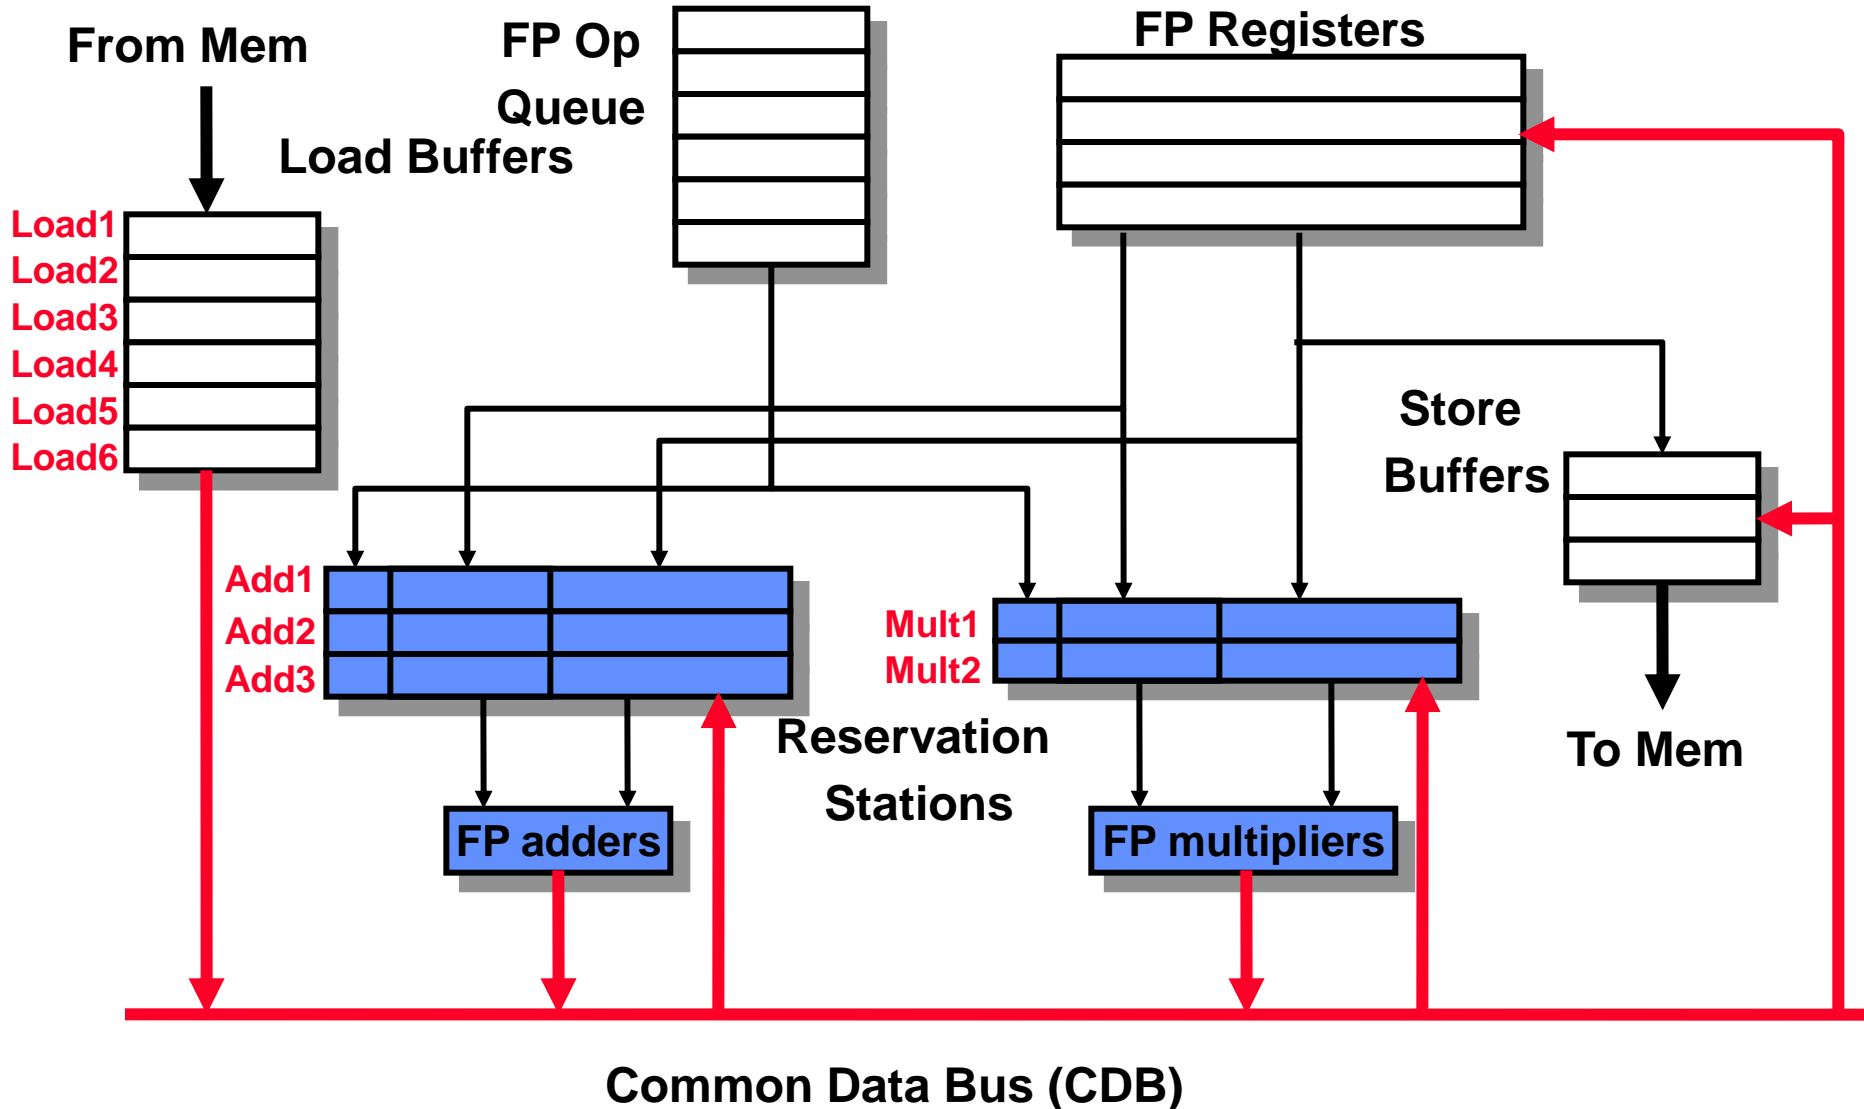 From Mem
FP Op
Queue
FP Registers
Load Buffers
Load1
Load2
Load3
Load4
Load5
Load6
Store
Buffers
Add1
Add2
Add3
Mult1
Mult2
Reservation
Stations
To Mem
FP adders
FP multipliers
Common Data Bus (CDB)